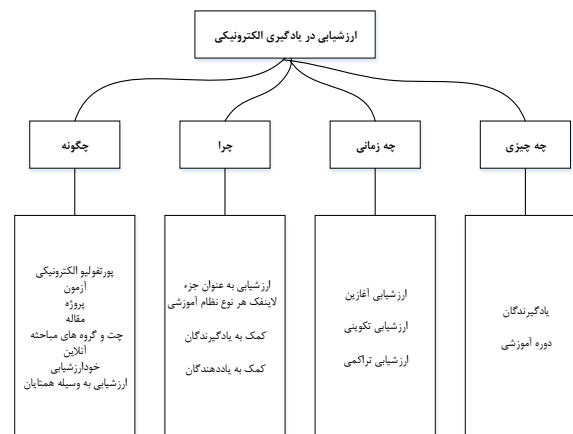 ارزشیابی در یادگیری الکترونیکی
چه چیزی
چه زمانی
چرا
چگونه
یادگیرندگان
دوره آموزشی
ارزشیابی آغازین
ارزشیابی تکوینی
ارزشیابی تراکمی
ارزشیابی به عنوان جزء
لاینفک هر نوع نظام آموزشی
کمک به یادگیرندگان
کمک به یاددهندگان
پورتفولیو الکترونیکی
آزمون
پروژه
مقاله
چت و گروه های مباحثه
آنلاین
خودارزشیابی
ارزشیابی به وسیله همتایان